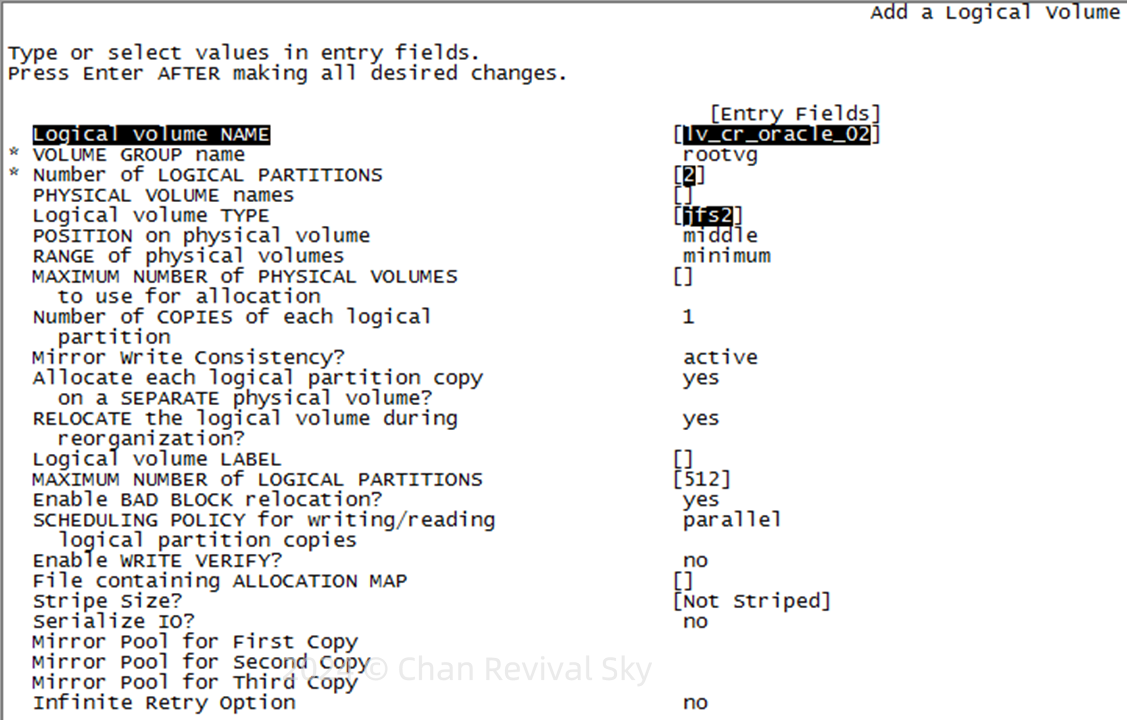 Add a Logical Volume
Type or select values in entry fields.
Press Enter AFTER making all desired changes.
[Entry Fields]
Logical volume NAME [lv_cr_oracle_02]
* VOLUME GROUP name rootvg
* Number of LOGICAL PARTITIONS [2]
PHYSICAL VOLUME names []
Logical volume TYPE [jfs2]
POSITION on physical volume middle
RANGE of physical volumes minimum
MAXIMUM NUMBER of PHYSICAL VOLUMES []
to use for allocation
Number of COPIES of each logical 1
partition
Mirror Write Consistency? active
Allocate each logical partition copy yes
on a SEPARATE physical volume?
RELOCATE the logical volume during yes
reorganization?
Logical volume LABEL []
MAXIMUM NUMBER of LOGICAL PARTITIONS [512]
Enable BAD BLOCK relocation? yes
SCHEDULING POLICY for writing/reading parallel
logical partition copies
Enable WRITE VERIFY? no
File containing ALLOCATION MAP []
Stripe Size? [Not Striped]
Serialize IO? no
Mirror Pool for First Copy
Mirror Pool for Second Copy
2024 © Chan Revival Sky
Mirror Pool for Third Copy
Infinite Retry Option no